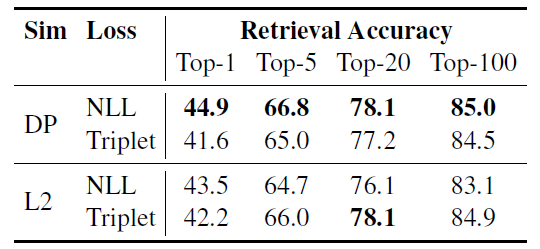 Sim Loss Retrieval Accuracy
Top-1 Top-5 Top-20 Top-100
DP
NLL 44.9 66.8 78.1 85.0
Triplet 41.6 65.0 77.2 84.5
L2
NLL 43.5 64.7 76.1 83.1
Triplet 42.2 66.0 78.1 84.9